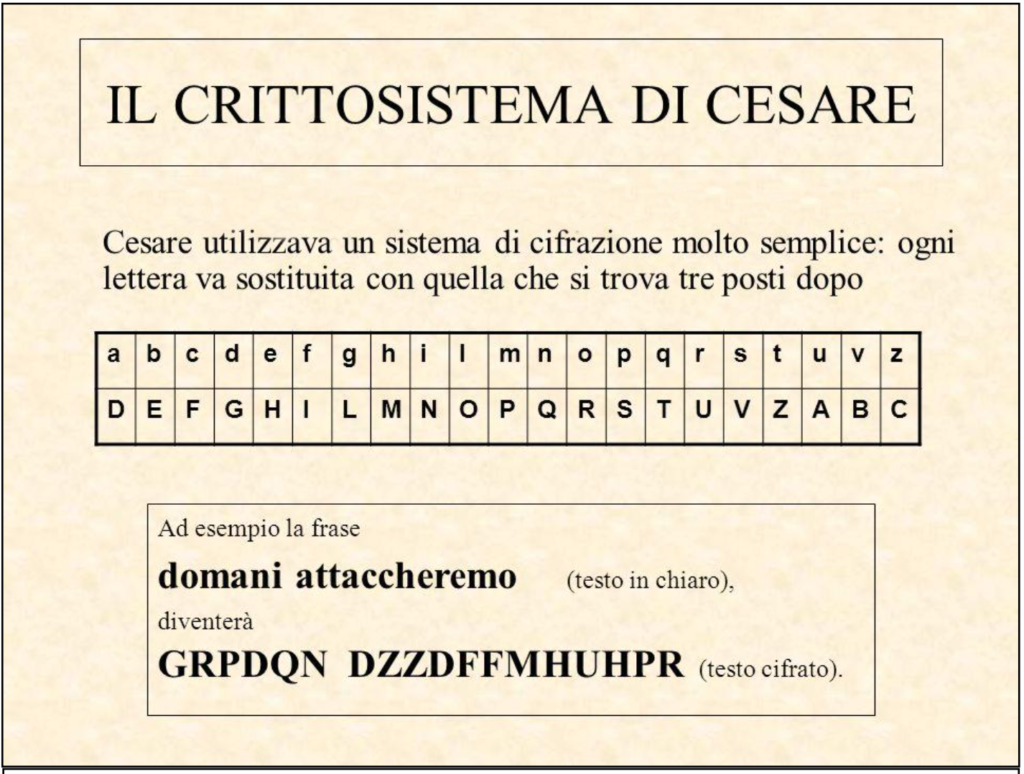 IL CRITTOSISTEMA DI CESARE
Cesare utilizzava un sistema di cifrazione molto semplice: ogni
lettera va sostituita con quella che si trova tre posti dopo
a b c d e f g h i l m n o p q r s t u v z
D E F G H I L M N O P Q R S T U V Z A B C
Ad esempio la frase
domani attaccheremo (testo in chiaro),
diventerà
GRPDQN DZZDFFMHUHPR (testo cifrato).